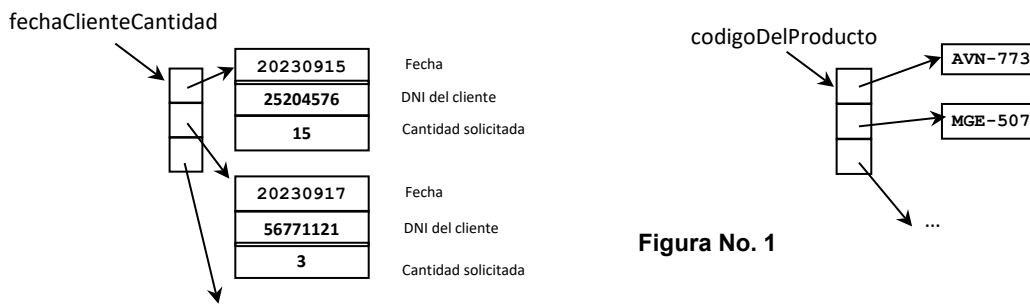 fechaClienteCantidad
20230915 Fecha
25204576 DNI del cliente
15 Cantidad solicitada
20230917 Fecha
56771121 DNI del cliente
3 Cantidad solicitada
codigoDelProducto
AVN-773
MGE-507
...
Figura No. 1